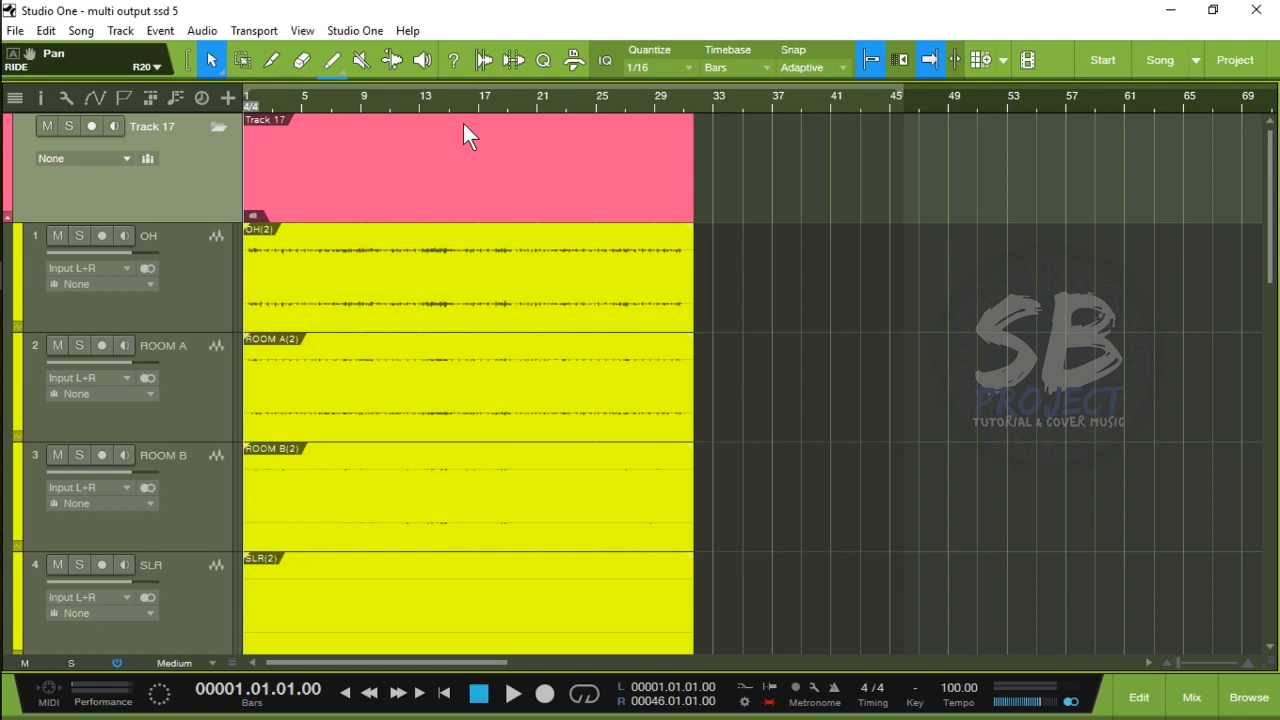 Studio One - multi output ssd 5
File Edit Song Track Event Audio Transport View Studio One Help
A Pan
RIDE R20
? IQ Quantize 1/16 Timebase Bars Snap Adaptive Start Song Project
1 5 9 13 17 21 25 29 33 37 41 45 49 53 57 61 65 69
4/4
M S Track 17
None
Track 17
1 M S OH
Input L+R
None
OH(2)
2 M S ROOM A
Input L+R
None
ROOM A(2)
3 M S ROOM B
Input L+R
None
ROOM B(2)
4 M S SLR
Input L+R
None
SLR(2)
SB
PROJECT
TUTORIAL & COVER MUSIC
M S Medium
MIDI Performance 00001.01.01.00 Bars
L 00001.01.01.00
R 00046.01.01.00
Metronome 4 / 4 Timing - Key 100.00 Tempo
Edit Mix Browse